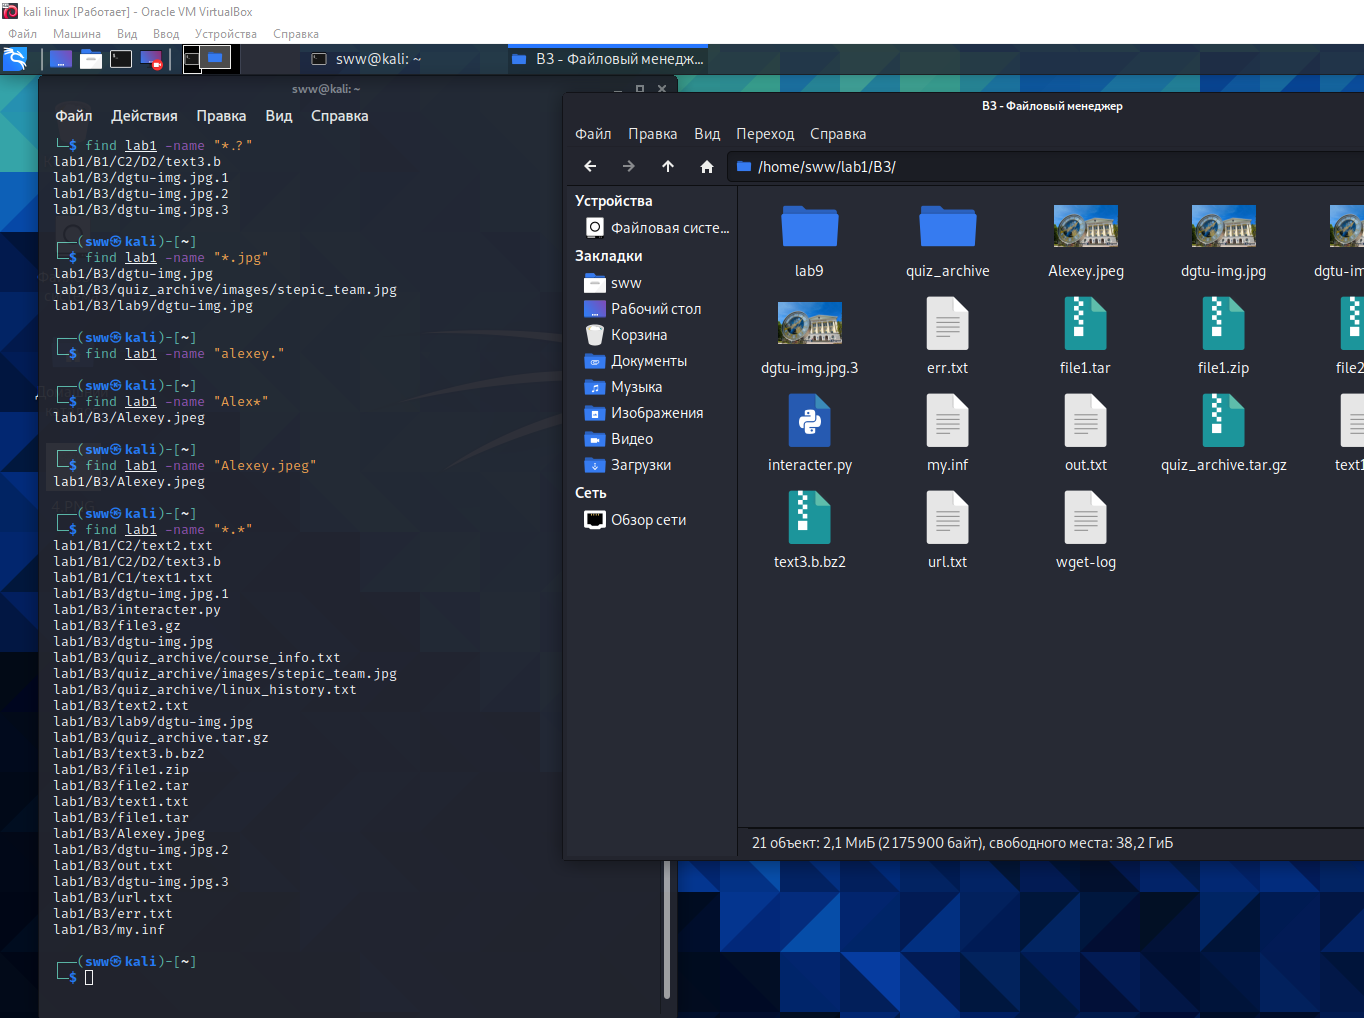 kali linux [Работает] - Oracle VM VirtualBox
Файл Машина Вид Ввод Устройства Справка
sww@kali: ~
B3 - Файловый менедж...
sww@kali: ~
Файл Действия Правка Вид Справка
└─$ find lab1 -name "*.?"
lab1/B1/C2/D2/text3.b
lab1/B3/dgtu-img.jpg.1
lab1/B3/dgtu-img.jpg.2
lab1/B3/dgtu-img.jpg.3
┌──(sww㉿kali)-[~]
└─$ find lab1 -name "*.jpg"
lab1/B3/dgtu-img.jpg
lab1/B3/quiz_archive/images/stepic_team.jpg
lab1/B3/lab9/dgtu-img.jpg
┌──(sww㉿kali)-[~]
└─$ find lab1 -name "alexey."
┌──(sww㉿kali)-[~]
└─$ find lab1 -name "Alex*"
lab1/B3/Alexey.jpeg
┌──(sww㉿kali)-[~]
└─$ find lab1 -name "Alexey.jpeg"
lab1/B3/Alexey.jpeg
┌──(sww㉿kali)-[~]
└─$ find lab1 -name "*.*"
lab1/B1/C2/text2.txt
lab1/B1/C2/D2/text3.b
lab1/B1/C1/text1.txt
lab1/B3/dgtu-img.jpg.1
lab1/B3/interacter.py
lab1/B3/file3.gz
lab1/B3/dgtu-img.jpg
lab1/B3/quiz_archive/course_info.txt
lab1/B3/quiz_archive/images/stepic_team.jpg
lab1/B3/quiz_archive/linux_history.txt
lab1/B3/text2.txt
lab1/B3/lab9/dgtu-img.jpg
lab1/B3/quiz_archive.tar.gz
lab1/B3/text3.b.bz2
lab1/B3/file1.zip
lab1/B3/file2.tar
lab1/B3/text1.txt
lab1/B3/file1.tar
lab1/B3/Alexey.jpeg
lab1/B3/dgtu-img.jpg.2
lab1/B3/out.txt
lab1/B3/dgtu-img.jpg.3
lab1/B3/url.txt
lab1/B3/err.txt
lab1/B3/my.inf
┌──(sww㉿kali)-[~]
└─$
B3 - Файловый менеджер
Файл Правка Вид Переход Справка
/home/sww/lab1/B3/
Устройства
Файловая систе...
Закладки
sww
Рабочий стол
Корзина
Документы
Музыка
Изображения
Видео
Загрузки
Сеть
Обзор сети
lab9 quiz_archive Alexey.jpeg dgtu-img.jpg dgtu-im
dgtu-img.jpg.3 err.txt file1.tar file1.zip file2
interacter.py my.inf out.txt quiz_archive.tar.gz text1
text3.b.bz2 url.txt wget-log
21 объект: 2,1 МиБ (2 175 900 байт), свободного места: 38,2 ГиБ